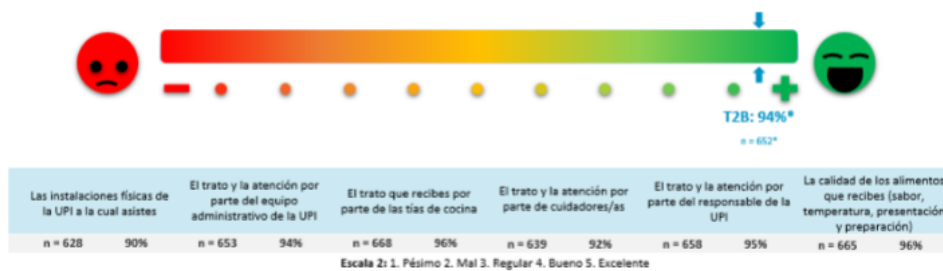 T2B: 94%*
n = 652*
Las instalaciones físicas de
la UPI a la cual asistes
El trato y la atención por
parte del equipo
administrativo de la UPI
El trato que recibes por
parte de las tías de cocina
El trato y la atención por
parte de cuidadores/as
El trato y la atención por
parte del responsable de la
UPI
La calidad de los alimentos
que recibes (sabor,
temperatura, presentación
y preparación)
n = 628 90% n = 653 94% n = 668 96% n = 639 92% n = 658 95% n = 665 96%
Escala 2: 1. Pésimo 2. Mal 3. Regular 4. Bueno 5. Excelente